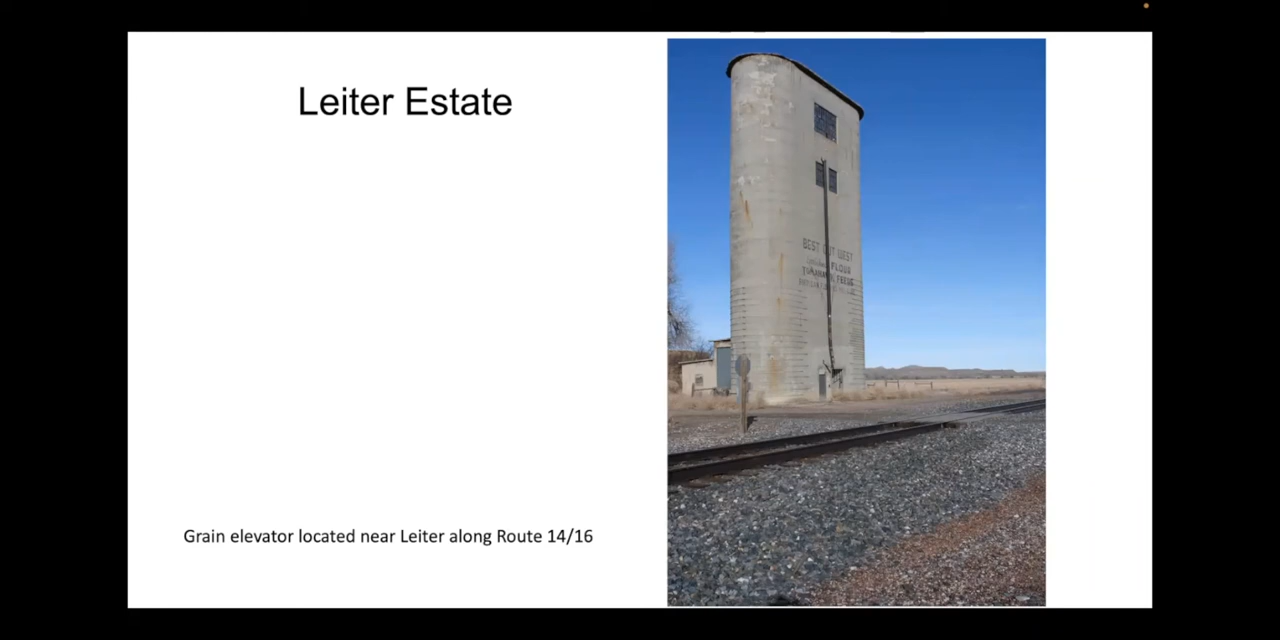 Leiter Estate
BEST OUT WEST
FLOUR
FEEDS
Grain elevator located near Leiter along Route 14/16